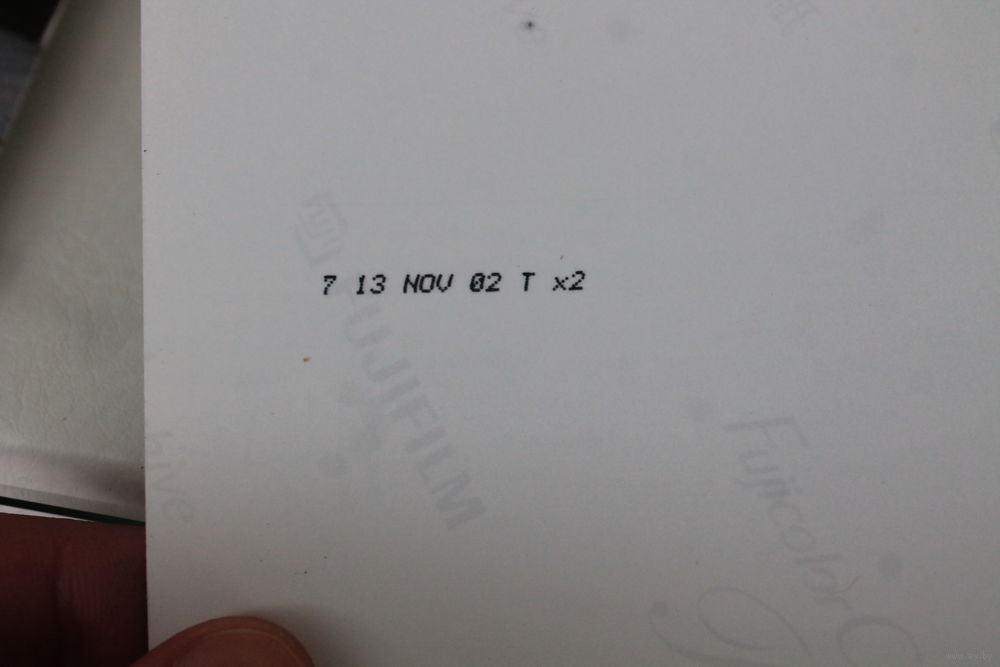 7 13 NOV 02 T x2
FUJIFILM
Fujicolor